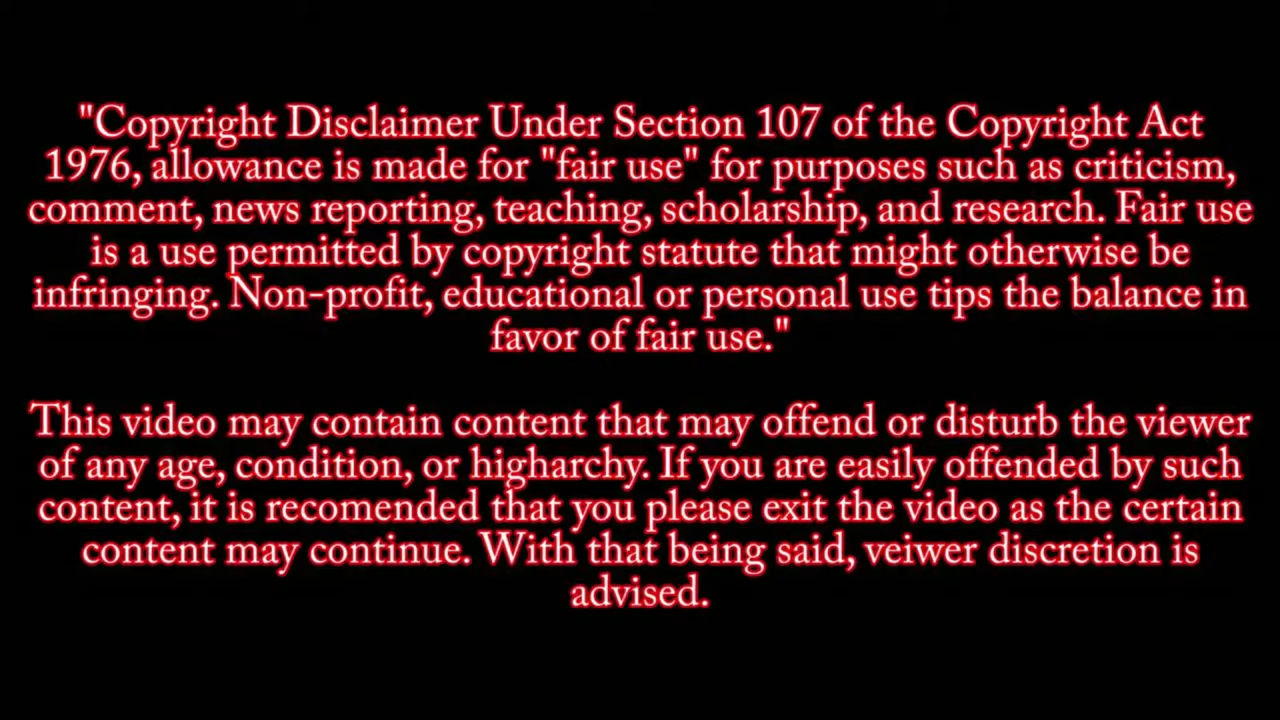 "Copyright Disclaimer Under Section 107 of the Copyright Act
1976, allowance is made for "fair use" for purposes such as criticism,
comment, news reporting, teaching, scholarship, and research. Fair use
is a use permitted by copyright statute that might otherwise be
infringing. Non-profit, educational or personal use tips the balance in
favor of fair use."
This video may contain content that may offend or disturb the viewer
of any age, condition, or higharchy. If you are easily offended by such
content, it is recomended that you please exit the video as the certain
content may continue. With that being said, veiwer discretion is
advised.